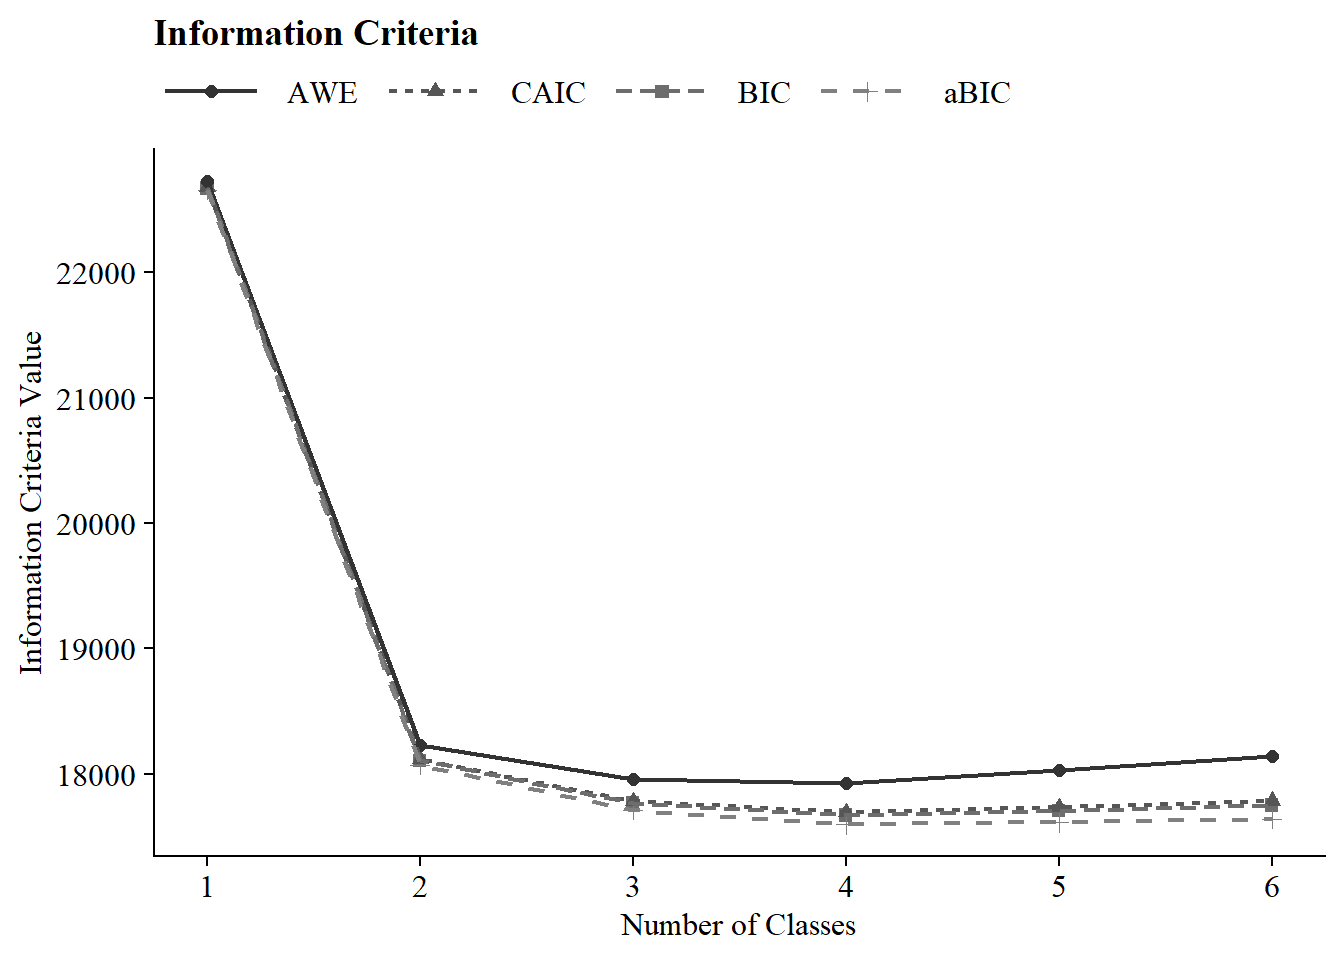 Information Criteria
AWE CAIC BIC aBIC
Information Criteria Value
22000
21000
20000
19000
18000
1 2 3 4 5 6
Number of Classes